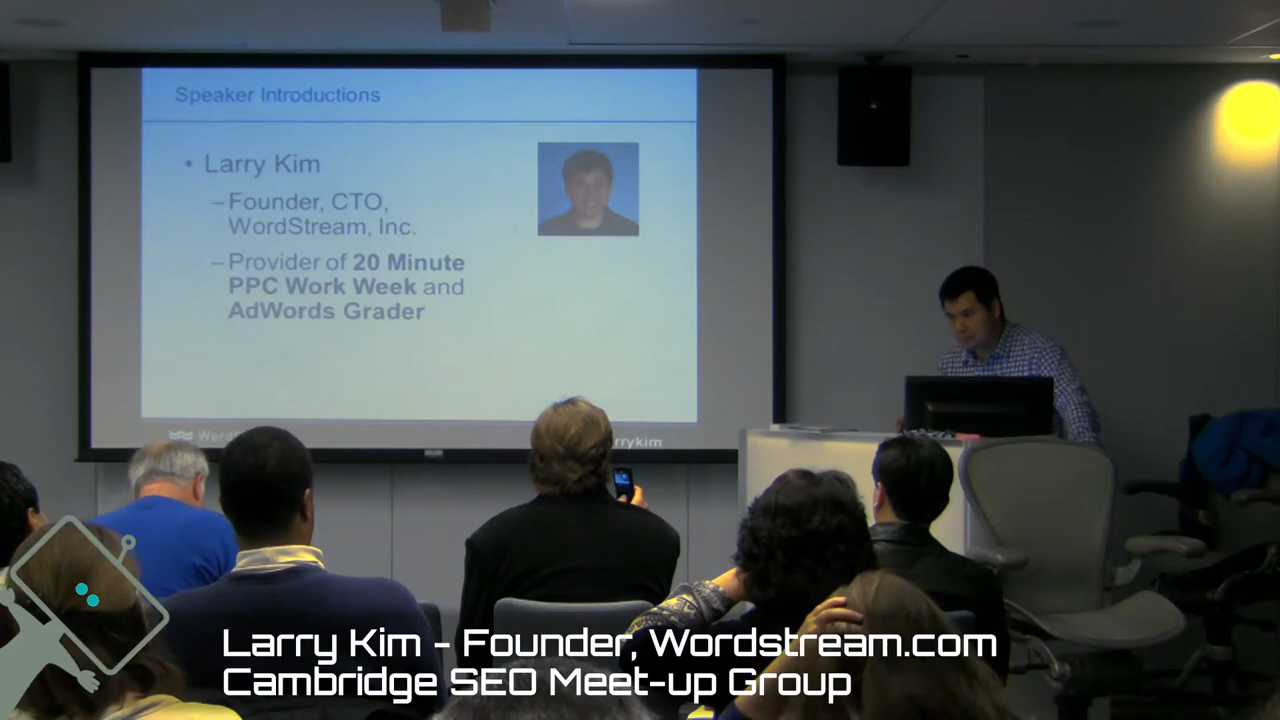 Speaker Introductions
• Larry Kim
– Founder, CTO,
WordStream, Inc.
– Provider of 20 Minute
PPC Work Week and
AdWords Grader
rrykim
Larry Kim - Founder, Wordstream.com
Cambridge SEO Meet-up Group